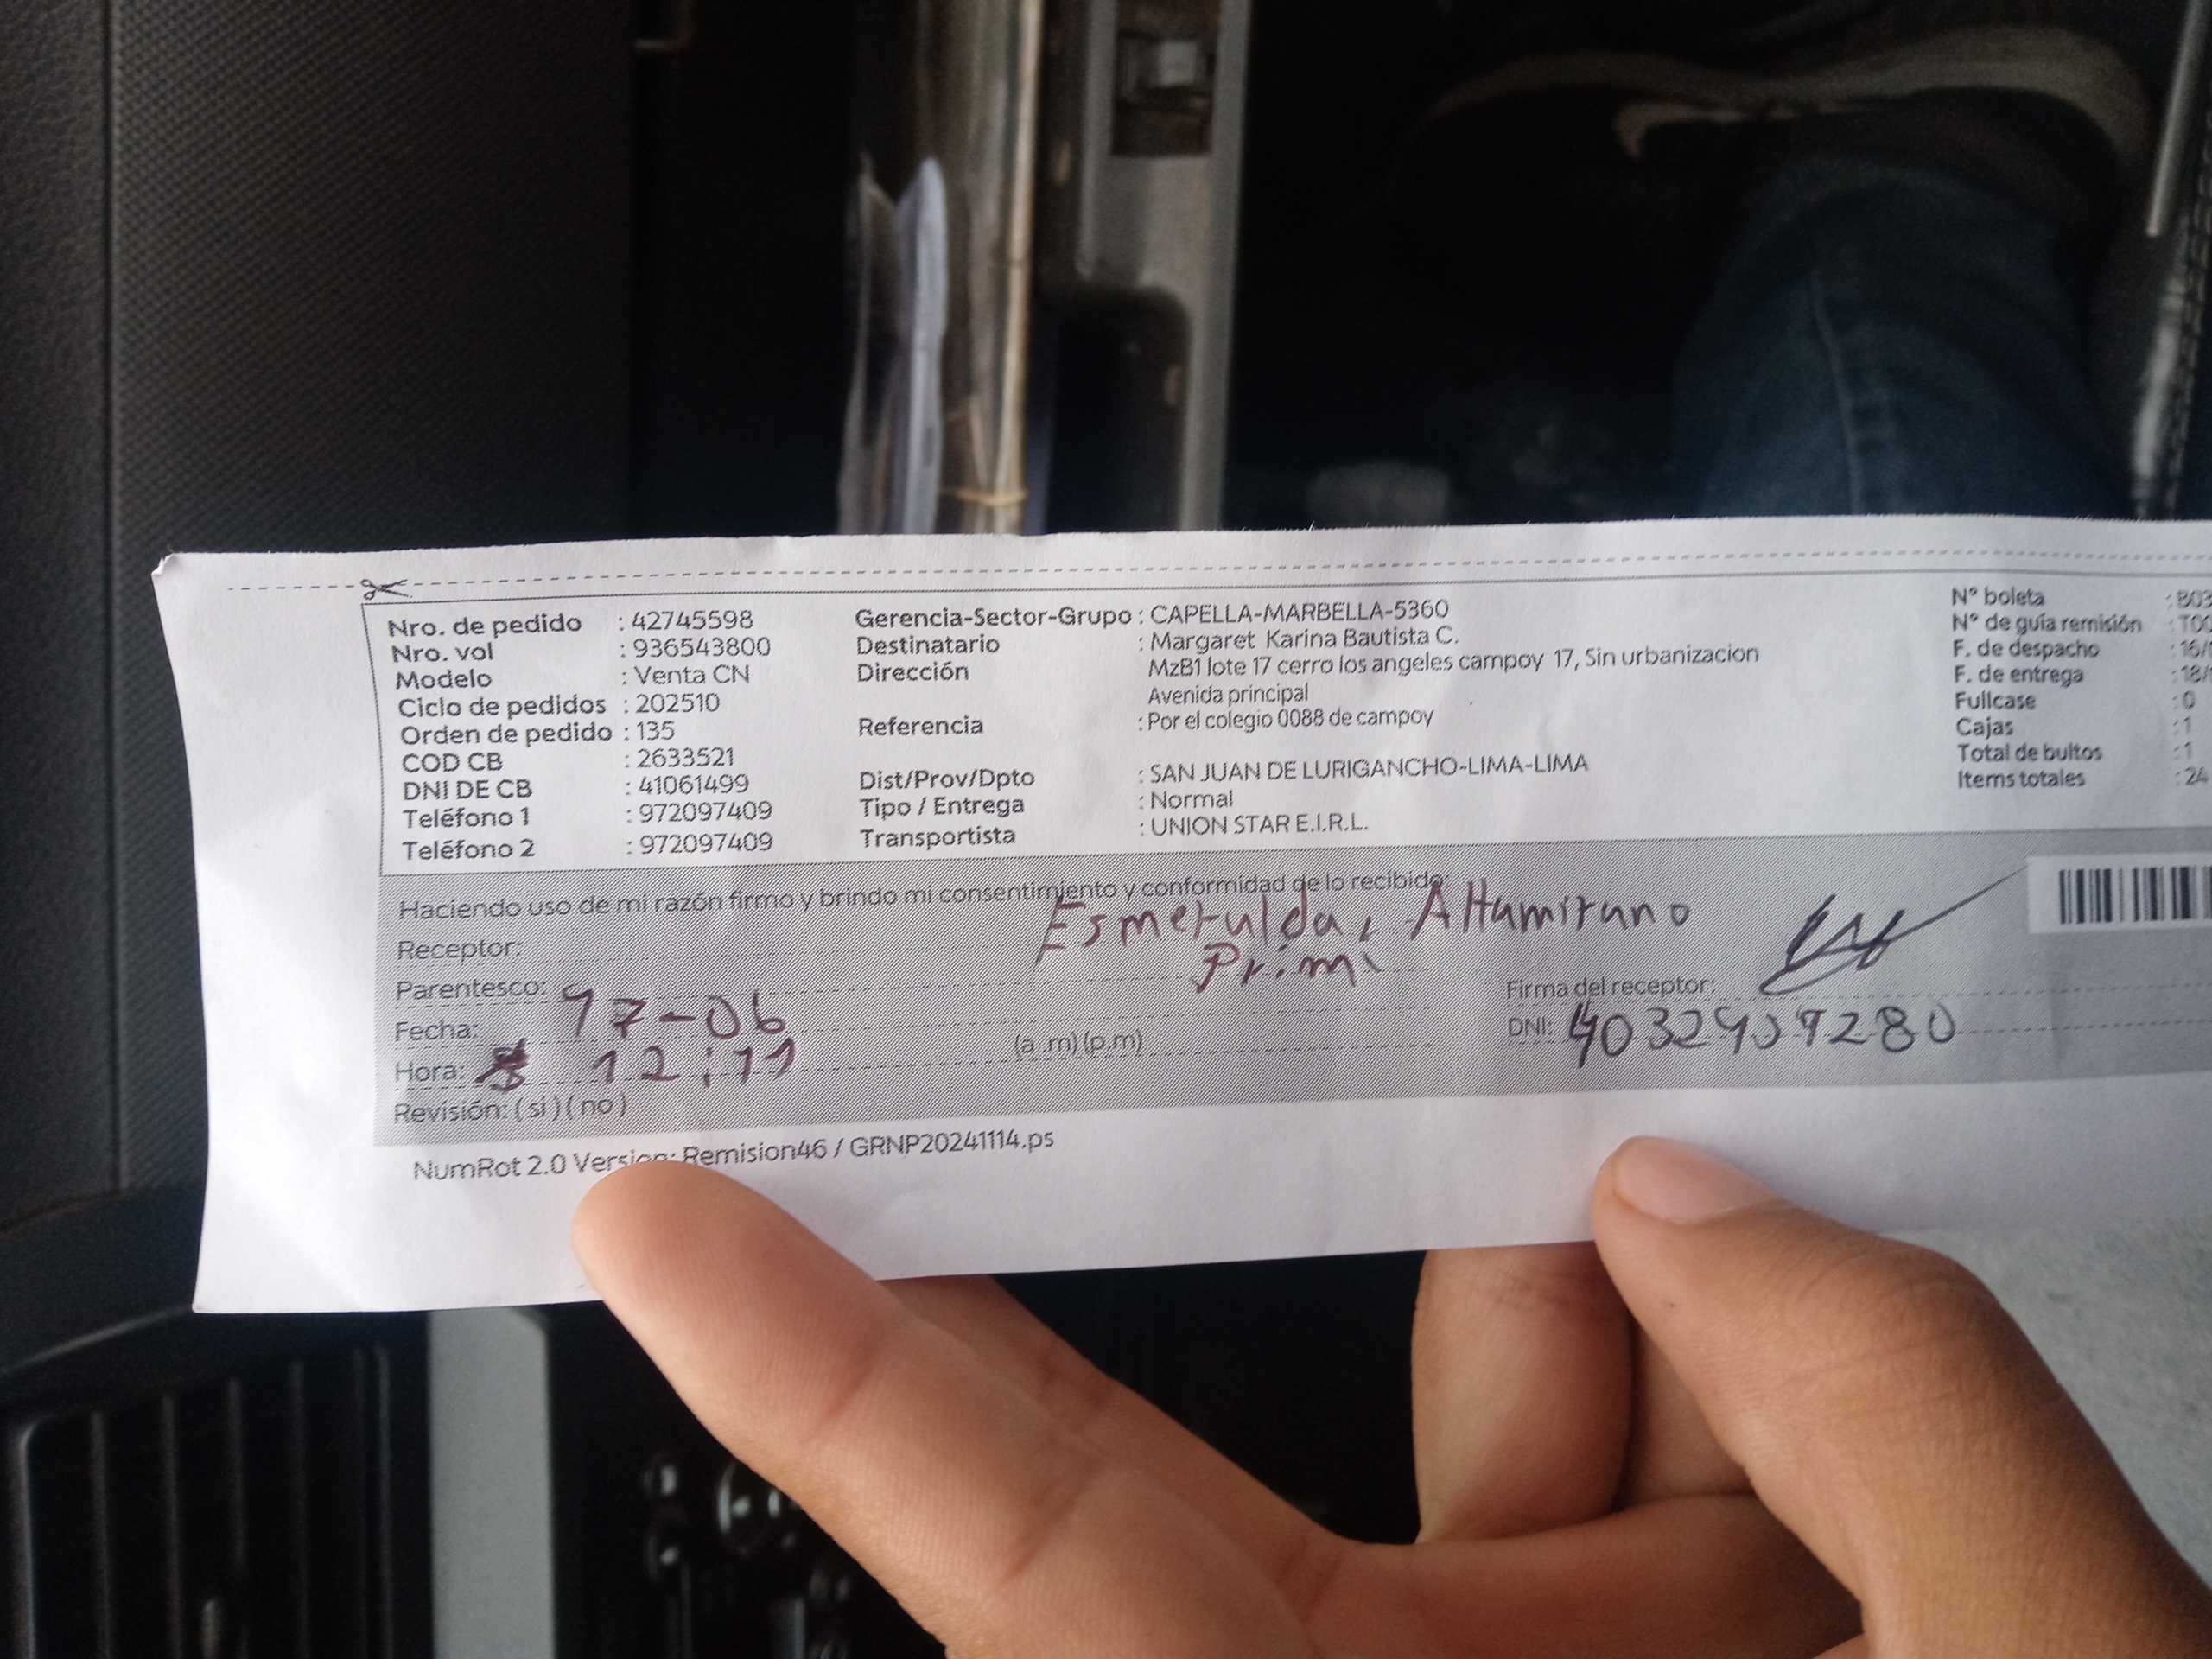 Nro. de pedido : 42745598
Nro. vol : 936543800
Modelo : Venta CN
Ciclo de pedidos : 202510
Orden de pedido : 135
COD CB : 2633521
DNI DE CB : 41061499
Teléfono 1 : 972097409
Teléfono 2 : 972097409
Gerencia-Sector-Grupo : CAPELLA-MARBELLA-5360
Destinatario : Margaret Karina Bautista C.
Dirección MzB1 lote 17 cerro los angeles campoy 17, Sin urbanizacion
Avenida principal
Referencia : Por el colegio 0088 de campoy
Dist/Prov/Dpto : SAN JUAN DE LURIGANCHO-LIMA-LIMA
Tipo / Entrega : Normal
Transportista : UNION STAR E.I.R.L.
N° boleta : B03
N° de guía remisión : T00
F. de despacho : 16/
F. de entrega : 18/
Fullcase : 0
Cajas : 1
Total de bultos : 1
Items totales : 24
Haciendo uso de mi razón firmo y brindo mi consentimiento y conformidad de lo recibido:
Receptor: Esmeralda, Altamirano
Parentesco: Prim
Fecha: 17-06
Hora: 12:11 (a .m) (p.m)
Revisión: ( si ) ( no )
Firma del receptor:
DNI:
NumRot 2.0 Version: Remision46 / GRNP20241114.ps